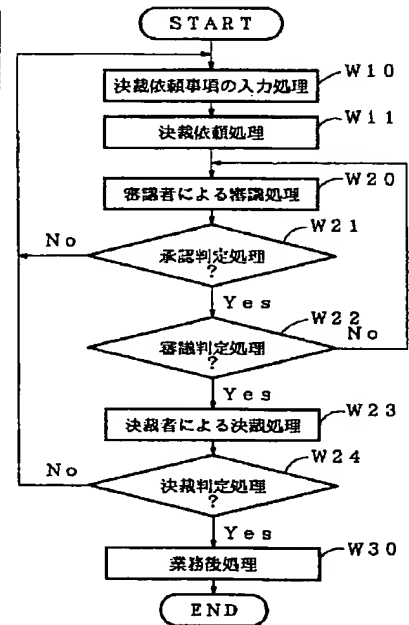 START
決裁依頼事項の入力処理
W10
決裁依頼処理
W11
審認者による審議処理
W20
承認判定処理
?
W21
No
Yes
審議判定処理
?
W22
No
Yes
決裁者による決裁処理
W23
決裁判定処理
?
W24
No
Yes
業務後処理
W30
END